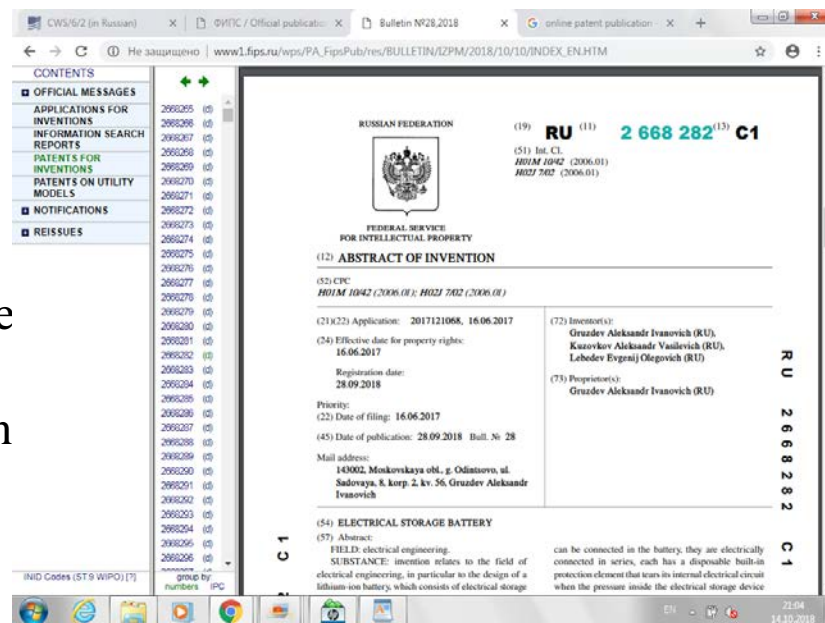 CWS/6/2 (in Russian)
ФИПС / Official publicatio
Bulletin №28,2018
online patent publication -
Не защищено | www1.fips.ru/wps/PA_FipsPub/res/BULLETIN/IZPM/2018/10/10/INDEX_EN.HTM
CONTENTS
OFFICIAL MESSAGES
APPLICATIONS FOR
INVENTIONS
INFORMATION SEARCH
REPORTS
PATENTS FOR
INVENTIONS
PATENTS ON UTILITY
MODELS
NOTIFICATIONS
REISSUES
INID Codes (ST.9 WIPO) [?]
e
n
2668265 (d)
2668266 (d)
2668267 (d)
2668268 (d)
2668269 (d)
2668270 (d)
2668271 (d)
2668272 (d)
2668273 (d)
2668274 (d)
2668275 (d)
2668276 (d)
2668277 (d)
2668278 (d)
2668279 (d)
2668280 (d)
2668281 (d)
2668282 (d)
2668283 (d)
2668284 (d)
2668285 (d)
2668286 (d)
2668287 (d)
2668288 (d)
2668289 (d)
2668290 (d)
2668291 (d)
2668292 (d)
2668293 (d)
2668294 (d)
2668295 (d)
2668296 (d)
group by
numbers IPC
RUSSIAN FEDERATION
FEDERAL SERVICE
FOR INTELLECTUAL PROPERTY
(19) RU (11) 2 668 282 (13) C1
(51) Int. Cl.
H01M 10/42 (2006.01)
H02J 7/02 (2006.01)
(12) ABSTRACT OF INVENTION
(52) CPC
H01M 10/42 (2006.01); H02J 7/02 (2006.01)
(21)(22) Application: 2017121068, 16.06.2017
(24) Effective date for property rights:
16.06.2017
Registration date:
28.09.2018
Priority:
(22) Date of filing: 16.06.2017
(45) Date of publication: 28.09.2018 Bull. № 28
Mail address:
143002, Moskovskaya obl., g. Odintsovo, ul.
Sadovaya, 8, korp. 2, kv. 56, Gruzdev Aleksandr
Ivanovich
(72) Inventor(s):
Gruzdev Aleksandr Ivanovich (RU),
Kuzovkov Aleksandr Vasilevich (RU),
Lebedev Evgenij Olegovich (RU)
(73) Proprietor(s):
Gruzdev Aleksandr Ivanovich (RU)
(54) ELECTRICAL STORAGE BATTERY
(57) Abstract:
FIELD: electrical engineering.
SUBSTANCE: invention relates to the field of
electrical engineering, in particular to the design of a
lithium-ion battery, which consists of electrical storage
can be connected in the battery, they are electrically
connected in series, each has a disposable built-in
protection element that tears its internal electrical circuit
when the pressure inside the electrical storage device
RU 2668282 C1
2 C 1
EN
21:04
14.10.2018